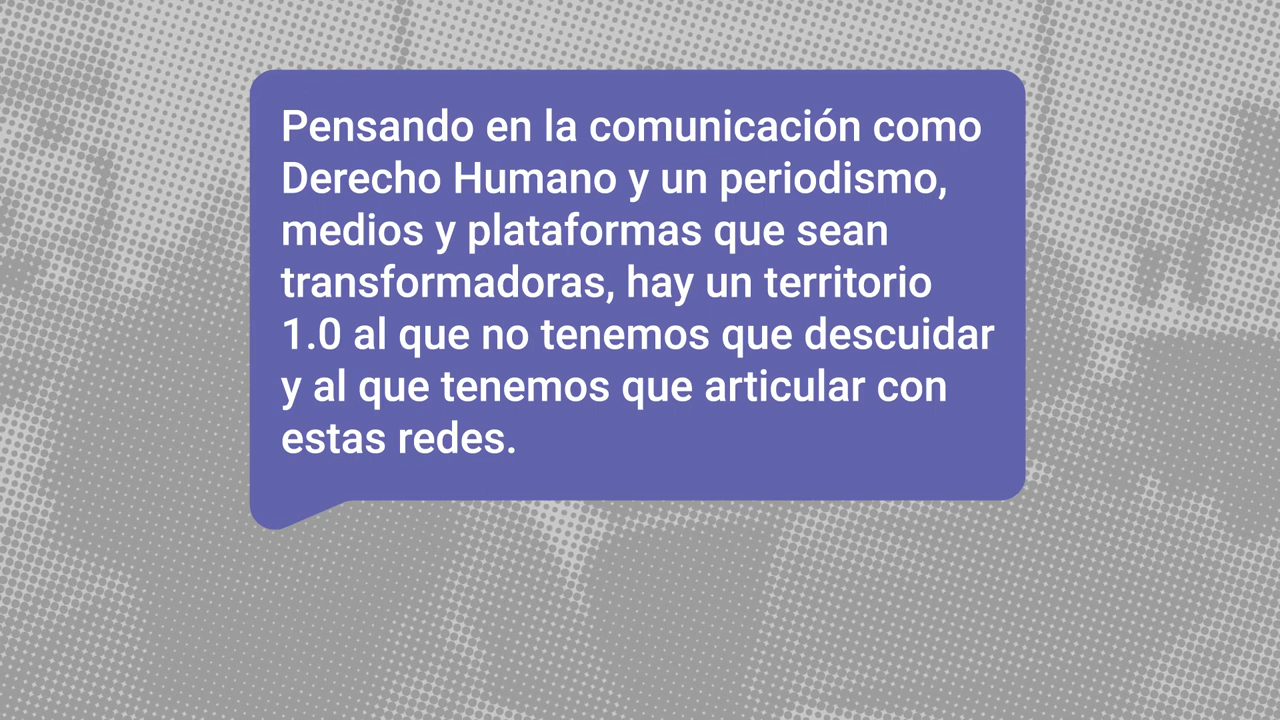 Pensando en la comunicación como
Derecho Humano y un periodismo,
medios y plataformas que sean
transformadoras, hay un territorio
1.0 al que no tenemos que descuidar
y al que tenemos que articular con
estas redes.